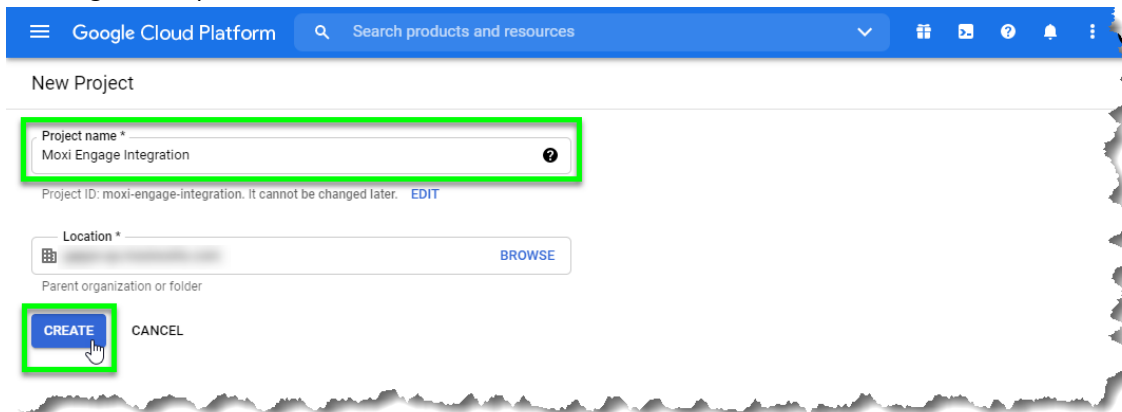 Google Cloud Platform Search products and resources
New Project
Project name *
Moxi Engage Integration
Project ID: moxi-engage-integration. It cannot be changed later. EDIT
Location *
BROWSE
Parent organization or folder
CREATE CANCEL